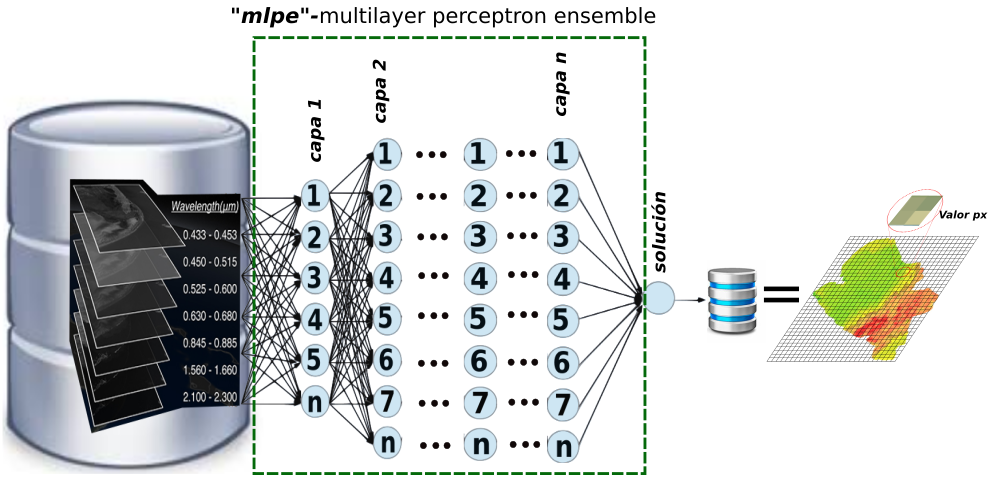 "mlpe"-multilayer perceptron ensemble
capa 1
capa 2
capa n
Wavelength(µm)
0.433 - 0.453
0.450 - 0.515
0.525 - 0.600
0.630 - 0.680
0.845 - 0.885
1.560 - 1.660
2.100 - 2.300
1
2
3
4
5
n
1 ••• 1 ••• 1
2 ••• 2 ••• 2
3 ••• 3 ••• 3
4 ••• 4 ••• 4
5 ••• 5 ••• 5
6 ••• 6 ••• 6
7 ••• 7 ••• 7
n ••• n ••• n
solución
=
Valor px